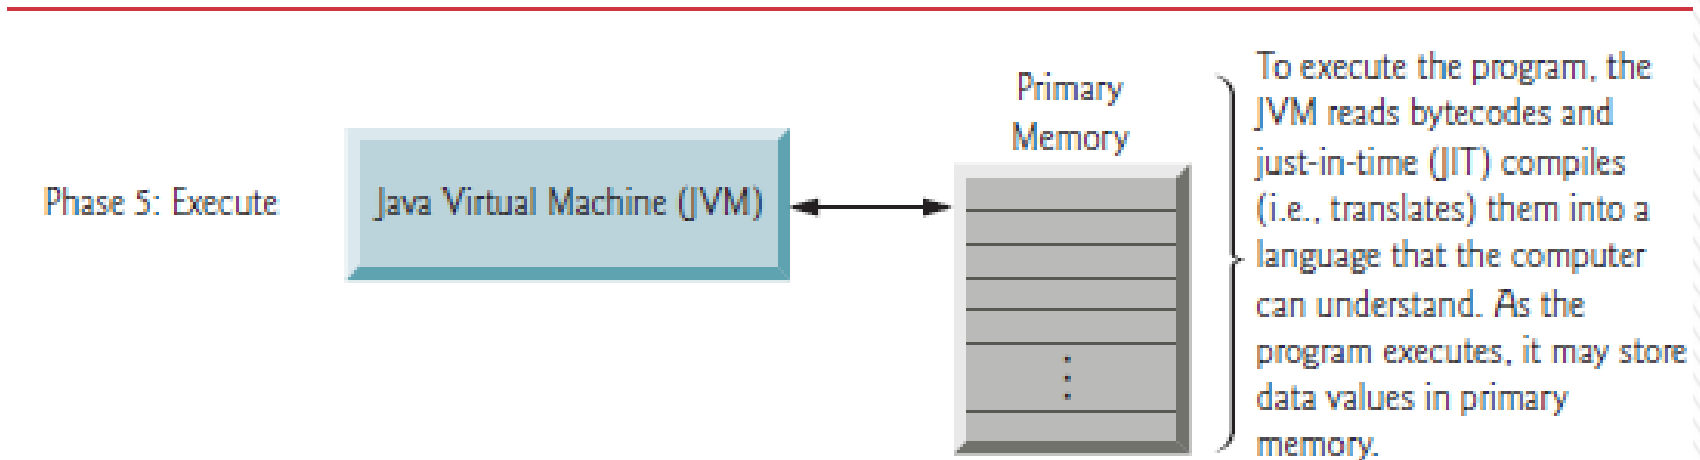 Phase 5: Execute
Java Virtual Machine (JVM)
Primary
Memory
To execute the program, the
JVM reads bytecodes and
just-in-time (JIT) compiles
(i.e., translates) them into a
language that the computer
can understand. As the
program executes, it may store
data values in primary
memory.